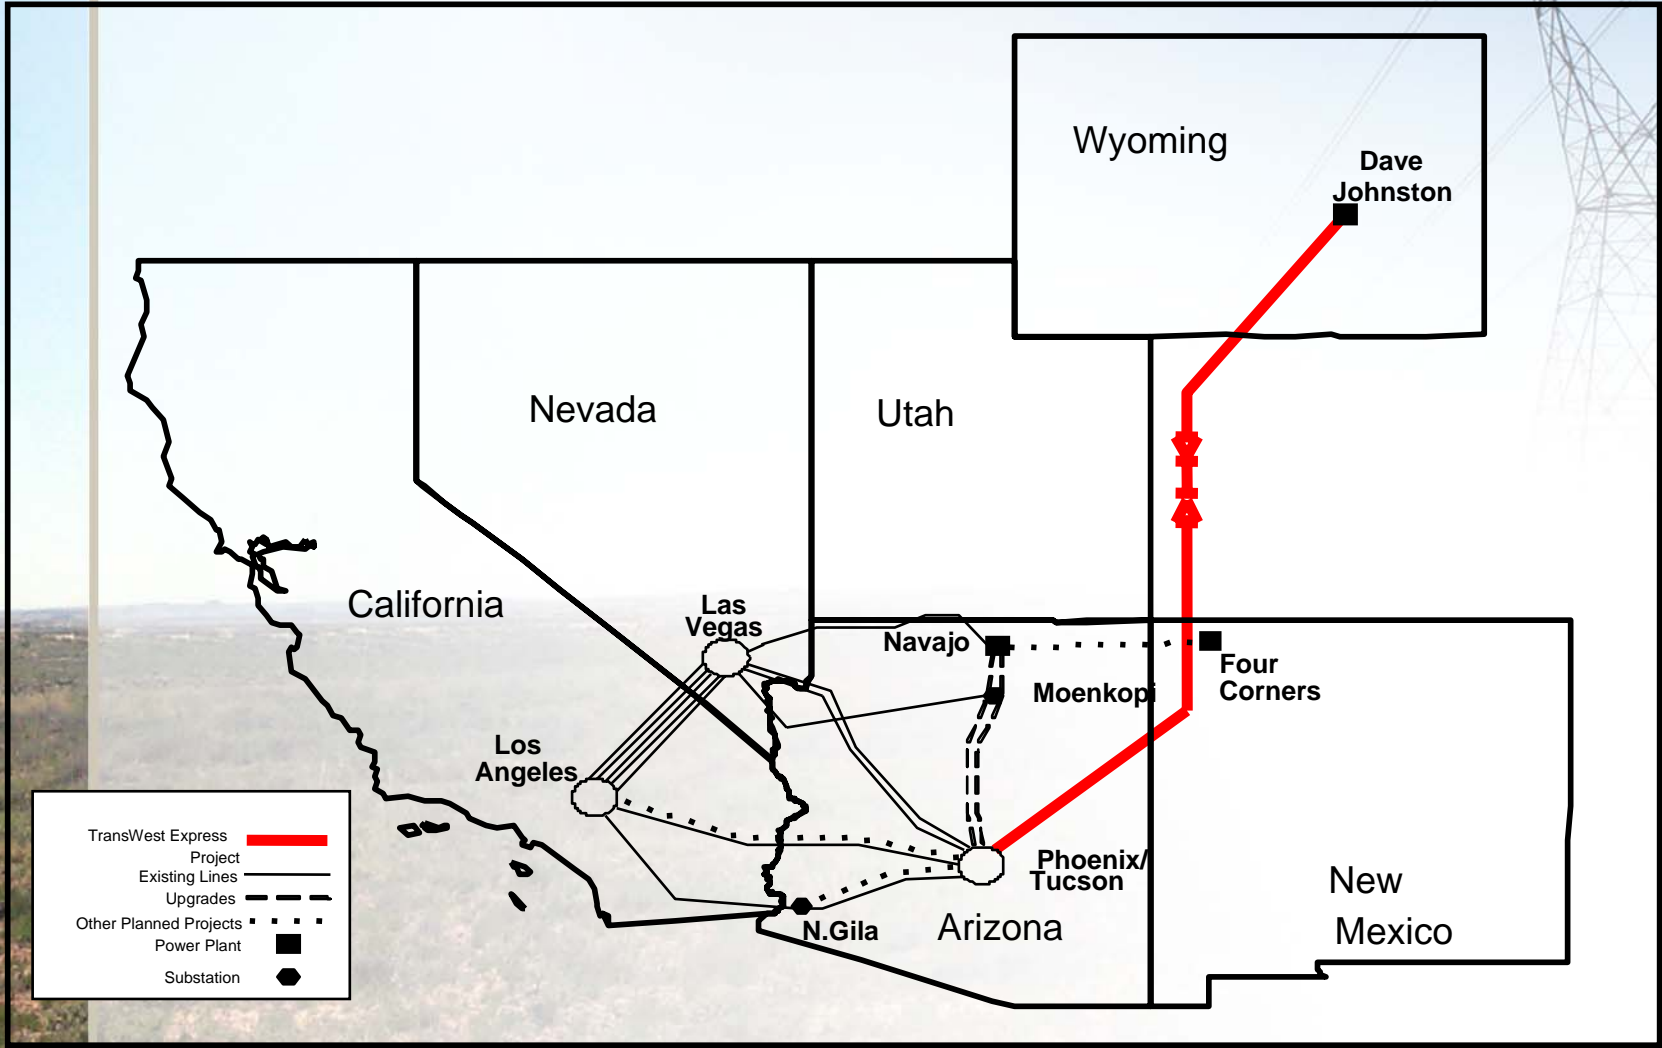 Wyoming
Dave
Johnston
Nevada
Utah
California
Las
Vegas
Navajo
Four
Corners
Moenkopi
Los
Angeles
Phoenix/
Tucson
New
Mexico
N.Gila
Arizona
TransWest Express
Project
Existing Lines
Upgrades
Other Planned Projects
Power Plant
Substation